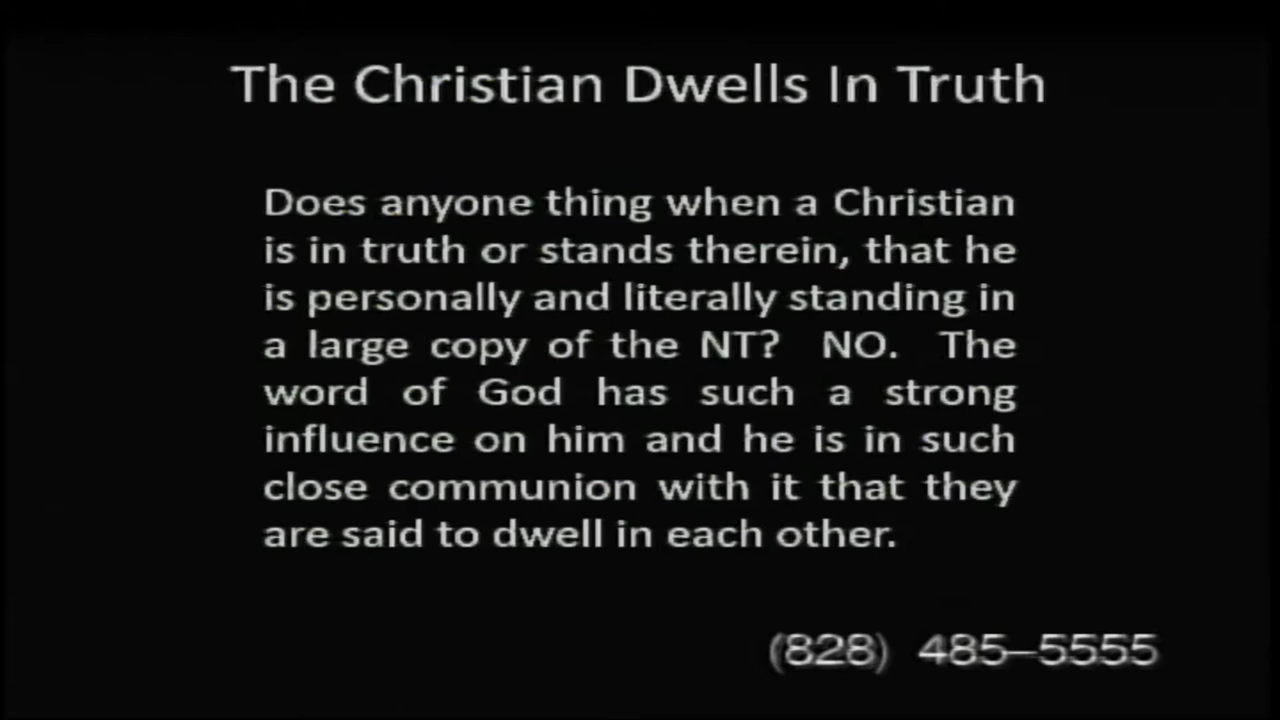 The Christian Dwells In Truth
Does anyone thing when a Christian
is in truth or stands therein, that he
is personally and literally standing in
a large copy of the NT? NO. The
word of God has such a strong
influence on him and he is in such
close communion with it that they
are said to dwell in each other.
(828) 485–5555